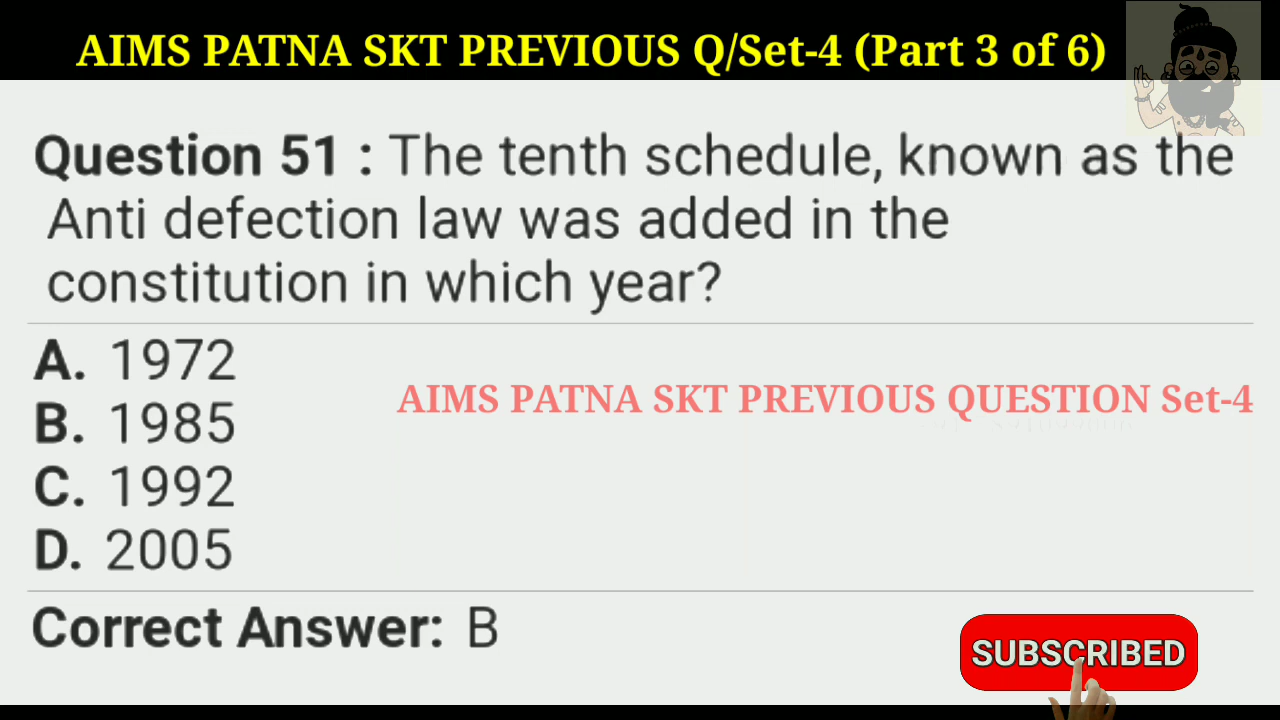 AIMS PATNA SKT PREVIOUS Q/Set-4 (Part 3 of 6)
Question 51 : The tenth schedule, known as the
Anti defection law was added in the
constitution in which year?
A. 1972
AIMS PATNA SKT PREVIOUS QUESTION Set-4
B. 1985
C. 1992
D. 2005
Correct Answer: B
SUBSCRIBED